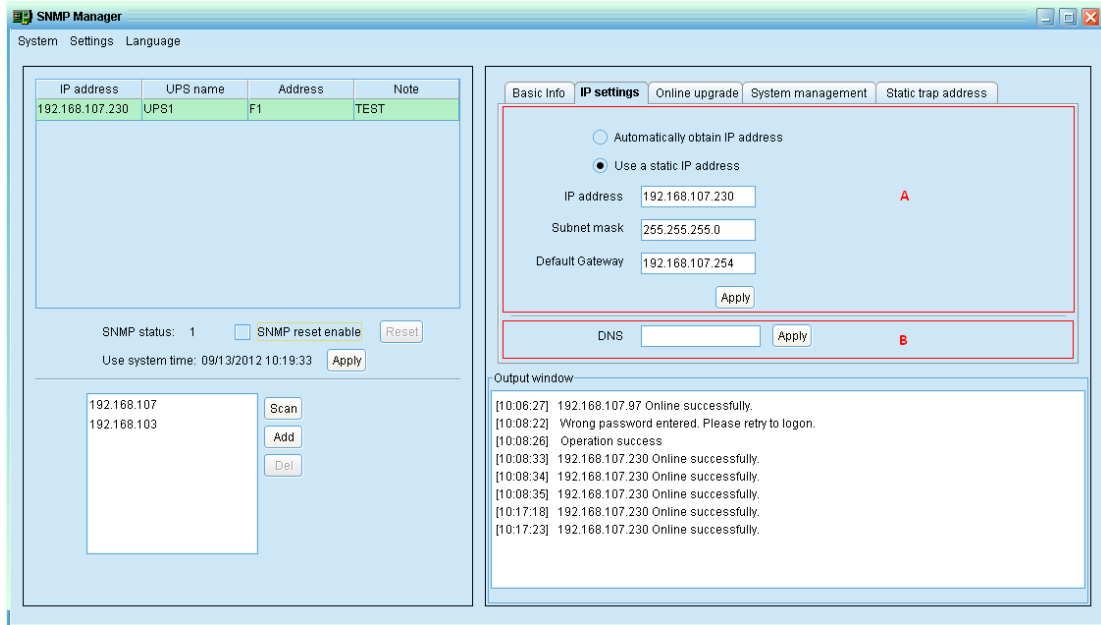 SNMP Manager
System Settings Language
IP address UPS name Address Note
192.168.107.230 UPS1 F1 TEST
SNMP status: 1 SNMP reset enable Reset
Use system time: 09/13/2012 10:19:33 Apply
192.168.107
192.168.103
Scan
Add
Del
Basic Info IP settings Online upgrade System management Static trap address
Automatically obtain IP address
Use a static IP address
IP address 192.168.107.230
A
Subnet mask 255.255.255.0
Default Gateway 192.168.107.254
Apply
DNS Apply
B
Output window
[10:06:27] 192.168.107.97 Online successfully.
[10:08:22] Wrong password entered. Please retry to logon.
[10:08:26] Operation success
[10:08:33] 192.168.107.230 Online successfully.
[10:08:34] 192.168.107.230 Online successfully.
[10:08:35] 192.168.107.230 Online successfully.
[10:17:18] 192.168.107.230 Online successfully.
[10:17:23] 192.168.107.230 Online successfully.